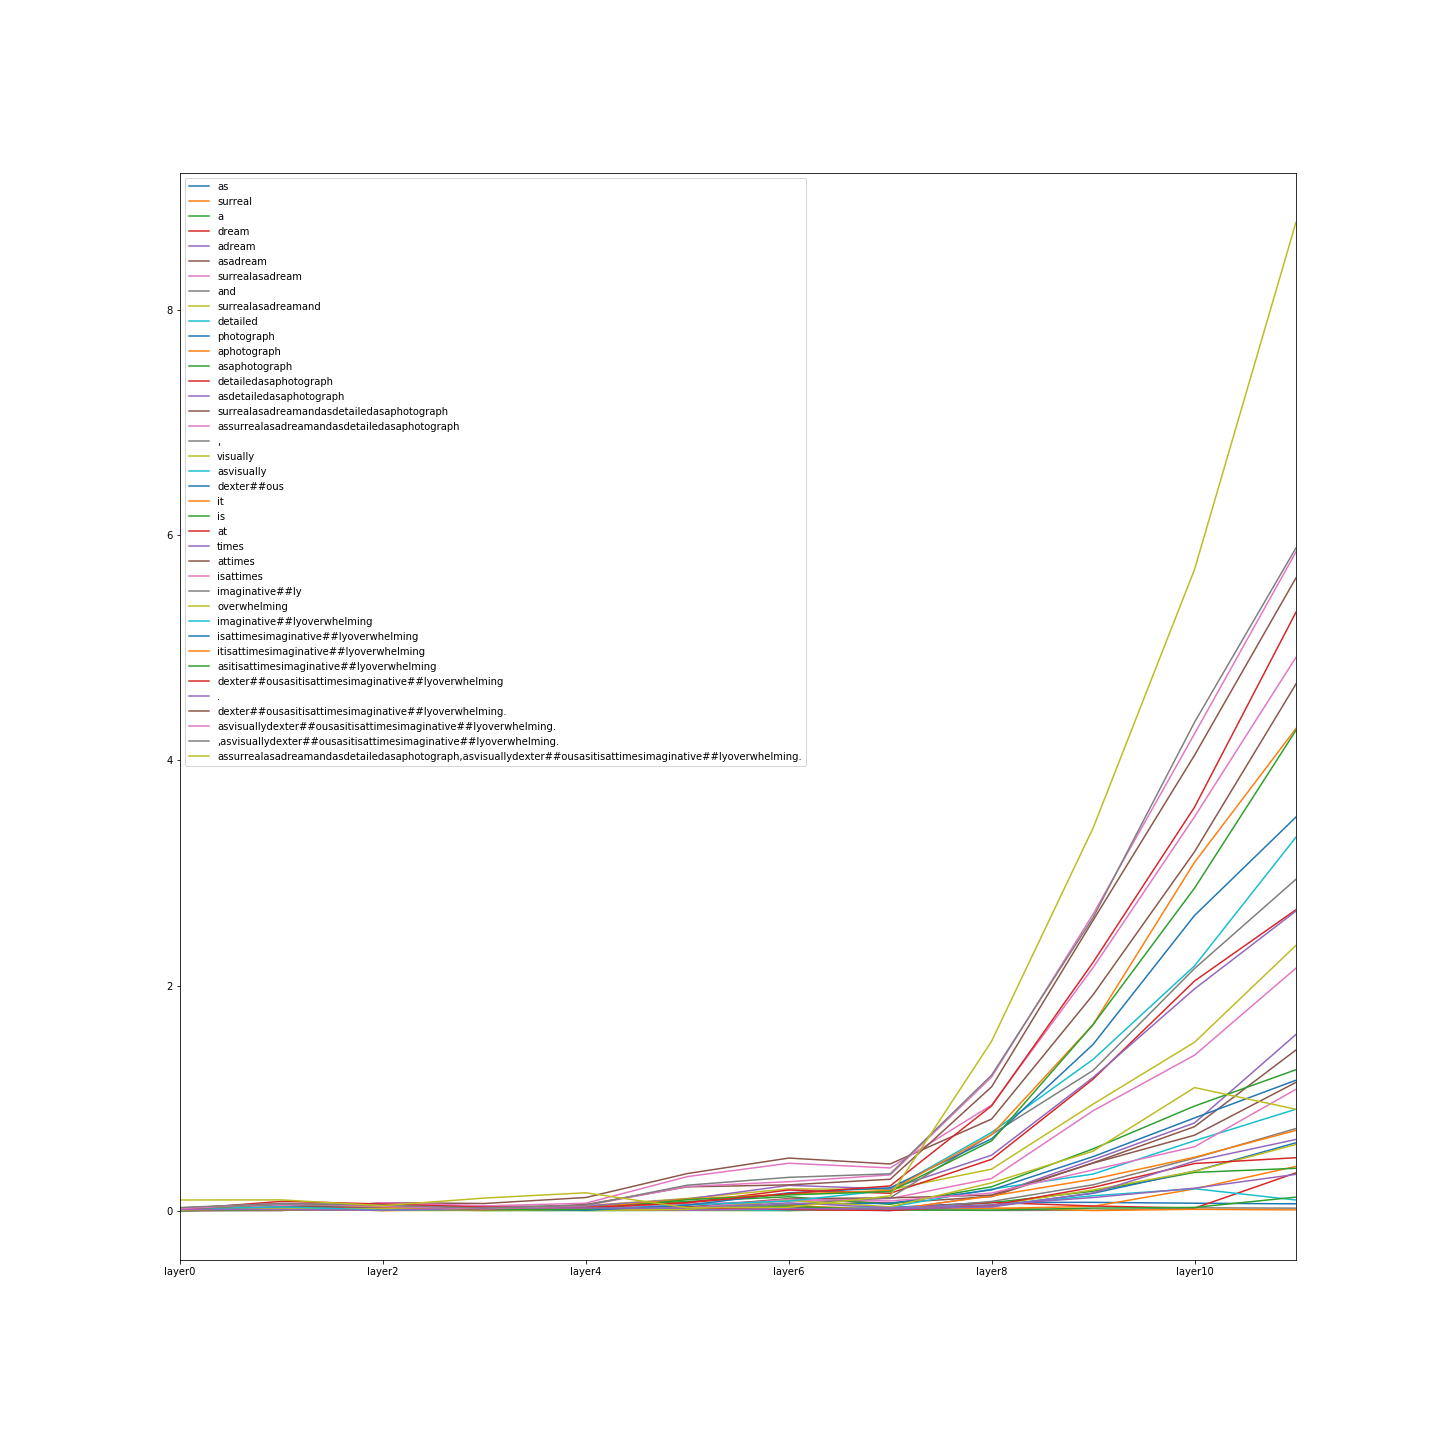 as
surreal
a
dream
adream
asadream
surrealasadream
and
surrealasadreamand
detailed
photograph
aphotograph
asaphotograph
detailedasaphotograph
asdetailedasaphotograph
surrealasadreamandasdetailedasaphotograph
assurrealasadreamandasdetailedasaphotograph
,
visually
asvisually
dexter##ous
it
is
at
times
attimes
isattimes
imaginative##ly
overwhelming
imaginative##lyoverwhelming
isattimesimaginative##lyoverwhelming
itisattimesimaginative##lyoverwhelming
asitisattimesimaginative##lyoverwhelming
dexter##ousasitisattimesimaginative##lyoverwhelming
.
dexter##ousasitisattimesimaginative##lyoverwhelming.
asvisuallydexter##ousasitisattimesimaginative##lyoverwhelming.
,asvisuallydexter##ousasitisattimesimaginative##lyoverwhelming.
assurrealasadreamandasdetailedasaphotograph,asvisuallydexter##ousasitisattimesimaginative##lyoverwhelming.
8
6
4
2
0
layer0 layer2 layer4 layer6 layer8 layer10